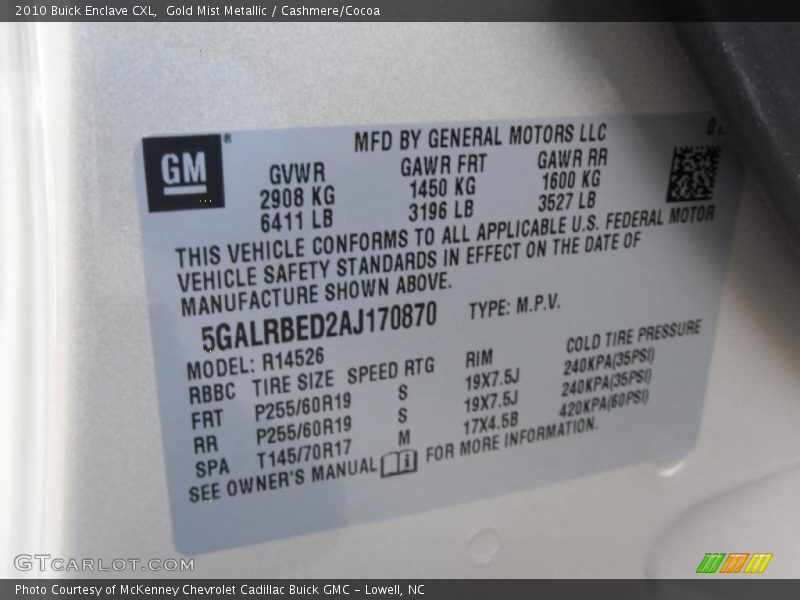 2010 Buick Enclave CXL, Gold Mist Metallic / Cashmere/Cocoa
MFD BY GENERAL MOTORS LLC
GM ®
GVWR GAWR FRT GAWR RR
2908 KG 1450 KG 1600 KG
6411 LB 3196 LB 3527 LB
THIS VEHICLE CONFORMS TO ALL APPLICABLE U.S. FEDERAL MOTOR
VEHICLE SAFETY STANDARDS IN EFFECT ON THE DATE OF
MANUFACTURE SHOWN ABOVE.
5GALRBED2AJ170870 TYPE: M.P.V.
MODEL: R14526
RBBC TIRE SIZE SPEED RTG RIM COLD TIRE PRESSURE
FRT P255/60R19 S 19X7.5J 240KPA(35PSI)
RR P255/60R19 S 19X7.5J 240KPA(35PSI)
SPA T145/70R17 M 17X4.5B 420KPA(60PSI)
SEE OWNER'S MANUAL FOR MORE INFORMATION.
GTCARLOT.COM
Photo Courtesy of McKenney Chevrolet Cadillac Buick GMC - Lowell, NC